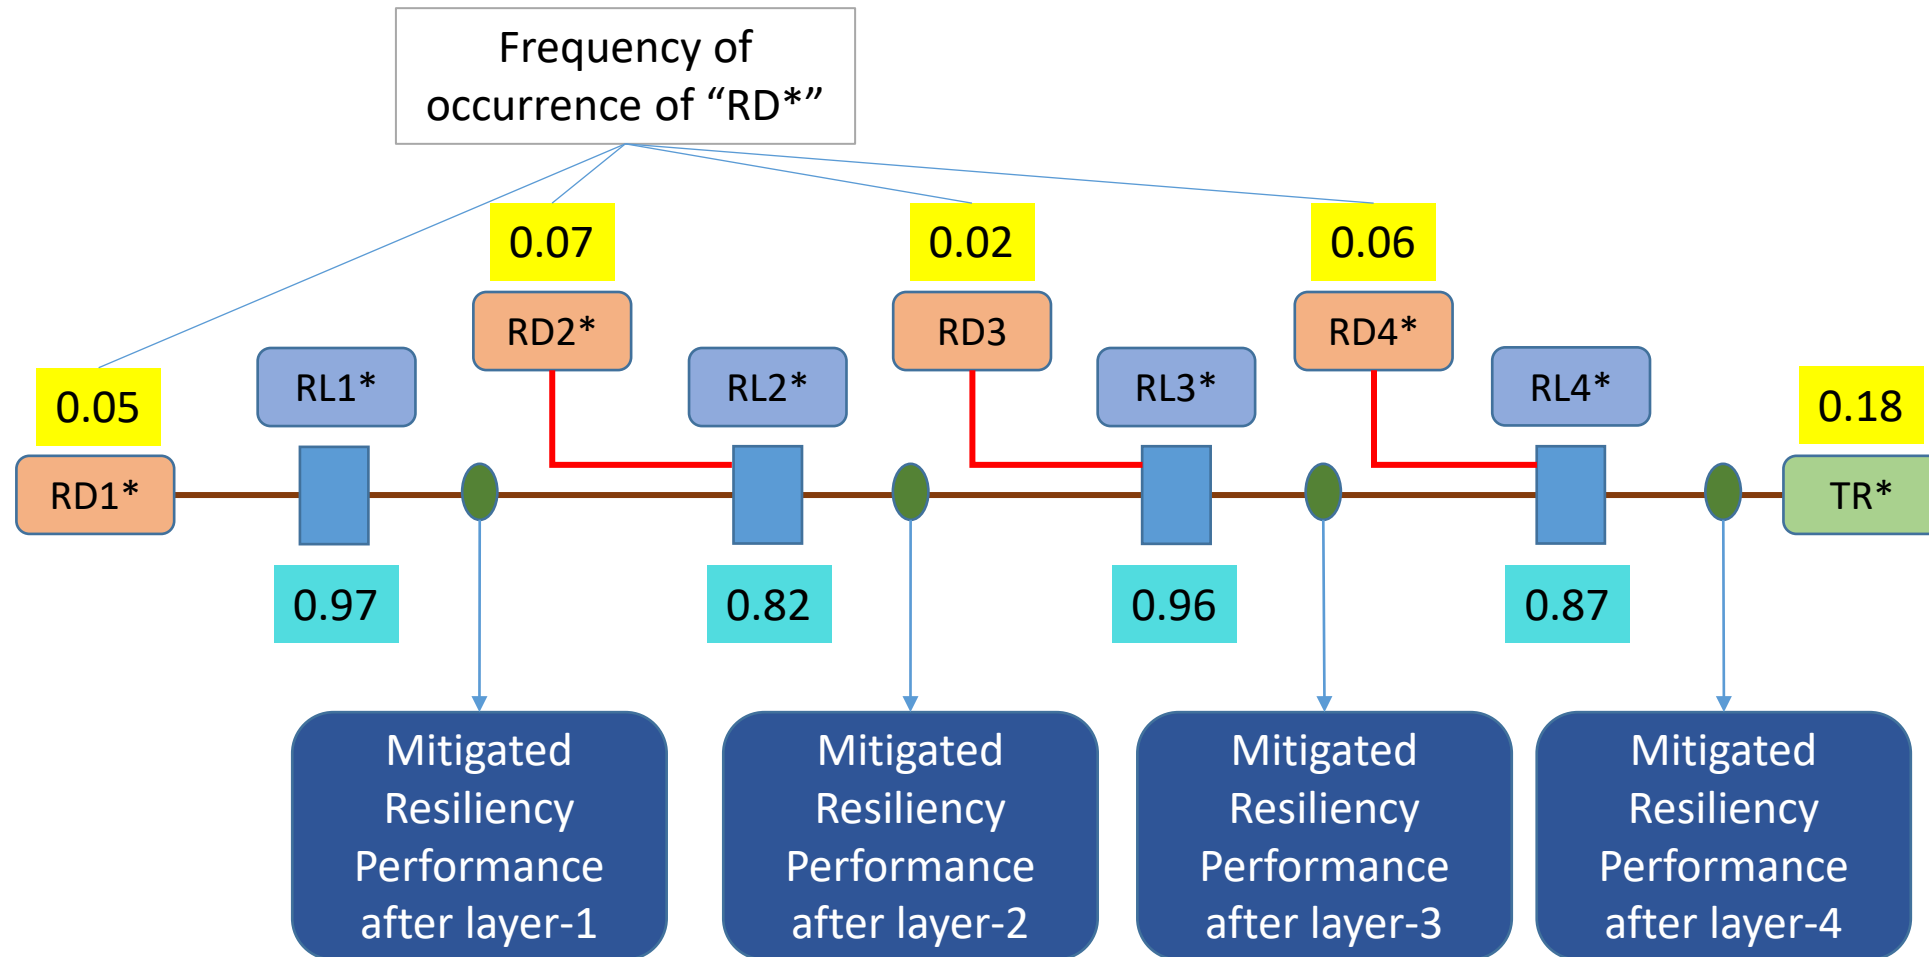 Frequency of
occurrence of “RD*”
0.07
0.02
0.06
RD2*
RD3
RD4*
RL1*
RL2*
RL3*
RL4*
0.05
0.18
RD1*
TR*
0.97
0.82
0.96
0.87
Mitigated
Resiliency
Performance
after layer-1
Mitigated
Resiliency
Performance
after layer-2
Mitigated
Resiliency
Performance
after layer-3
Mitigated
Resiliency
Performance
after layer-4